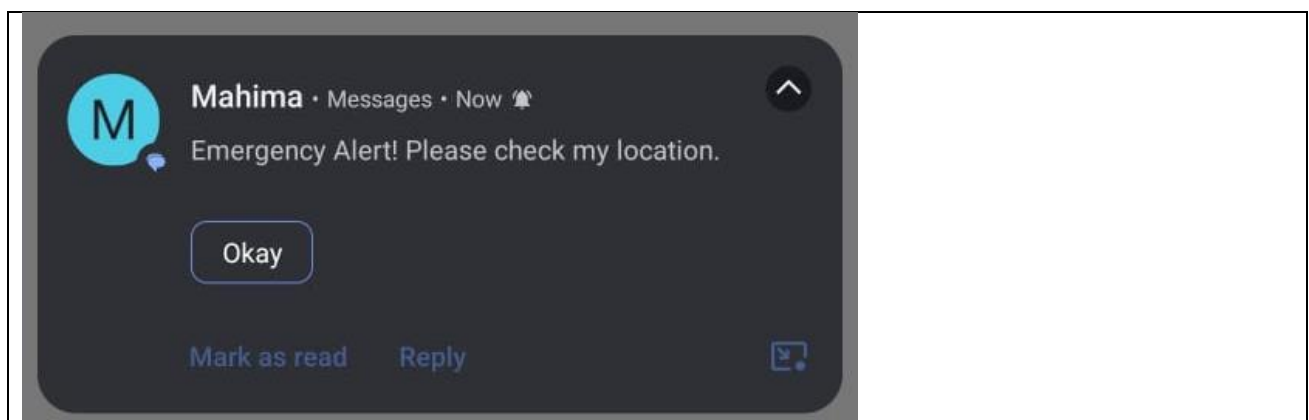 M
Mahima • Messages • Now
Emergency Alert! Please check my location.
Okay
Mark as read Reply